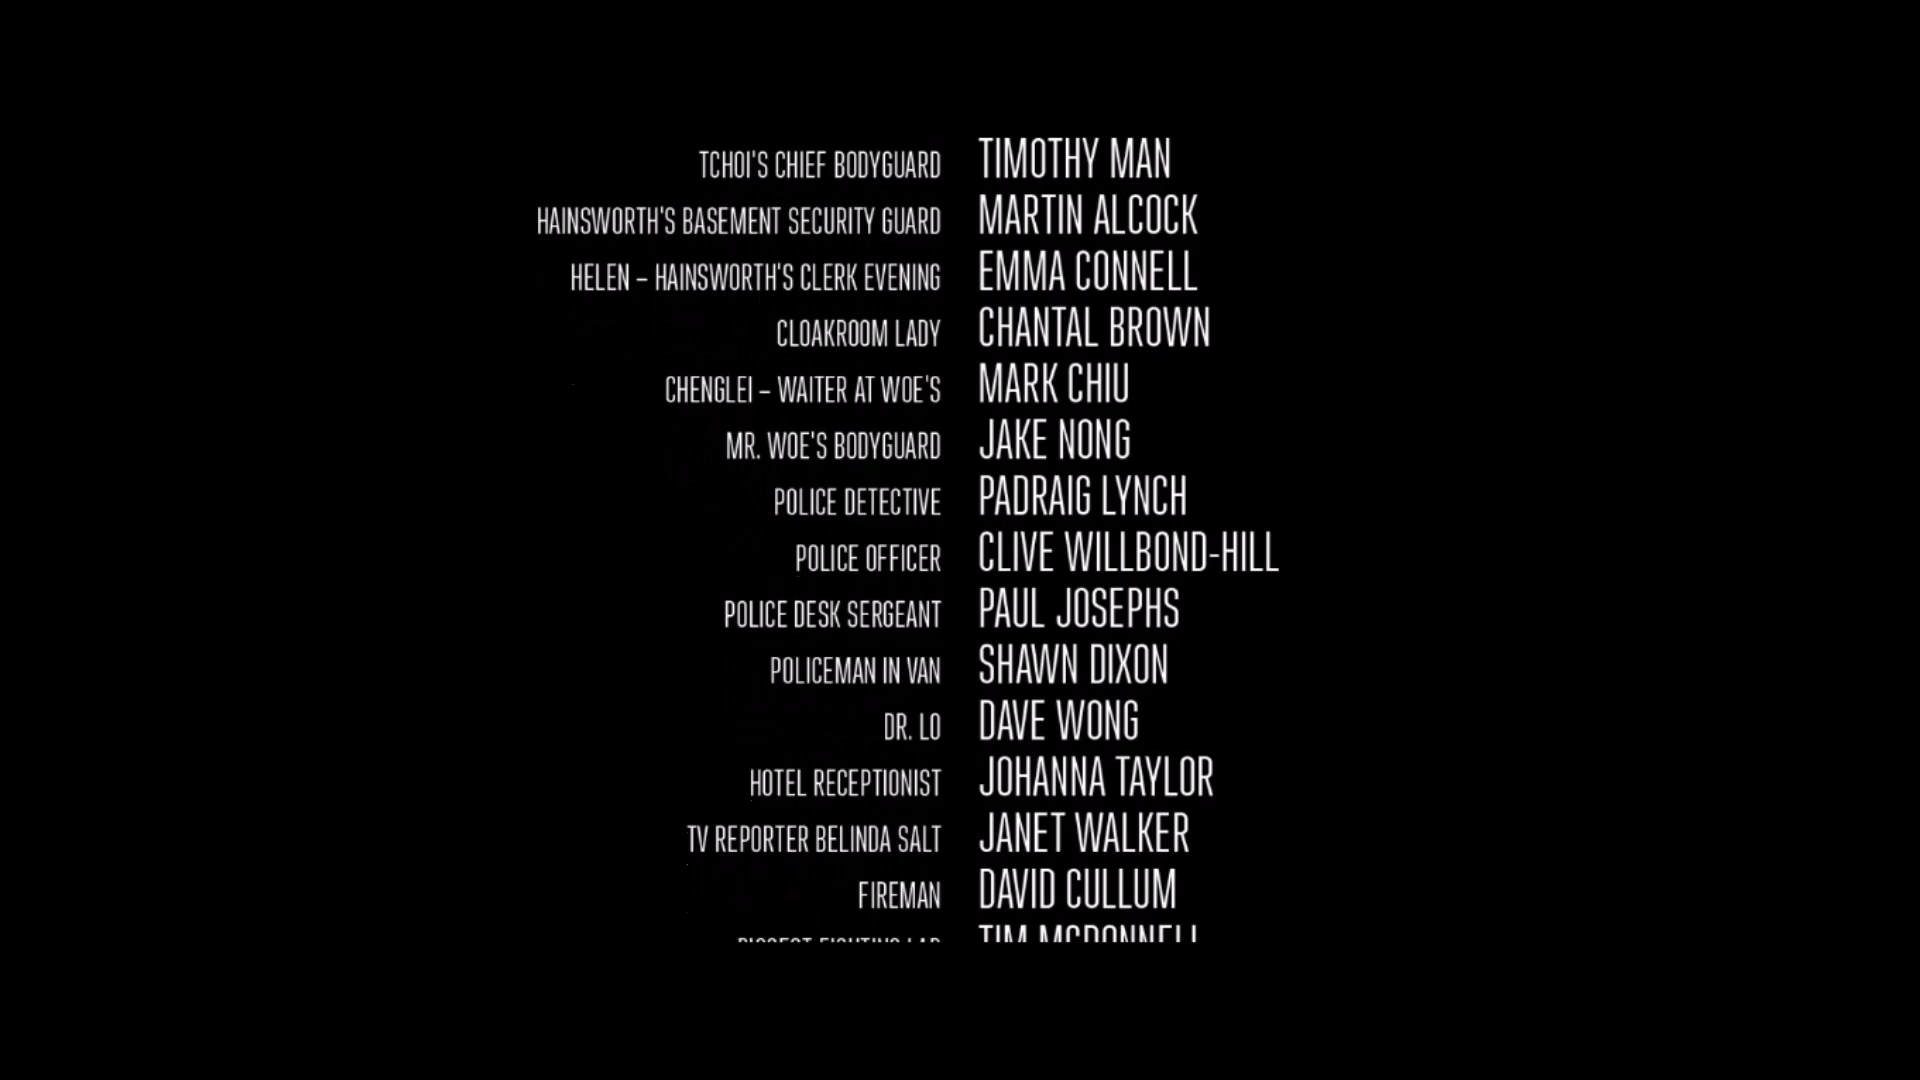 TCHOI'S CHIEF BODYGUARD TIMOTHY MAN
HAINSWORTH'S BASEMENT SECURITY GUARD MARTIN ALCOCK
HELEN – HAINSWORTH'S CLERK EVENING EMMA CONNELL
CLOAKROOM LADY CHANTAL BROWN
CHENGLEI – WAITER AT WOE'S MARK CHIU
MR. WOE'S BODYGUARD JAKE NONG
POLICE DETECTIVE PADRAIG LYNCH
POLICE OFFICER CLIVE WILLBOND-HILL
POLICE DESK SERGEANT PAUL JOSEPHS
POLICEMAN IN VAN SHAWN DIXON
DR. LO DAVE WONG
HOTEL RECEPTIONIST JOHANNA TAYLOR
TV REPORTER BELINDA SALT JANET WALKER
FIREMAN DAVID CULLUM
FIGHTING TIM MCDONNELL